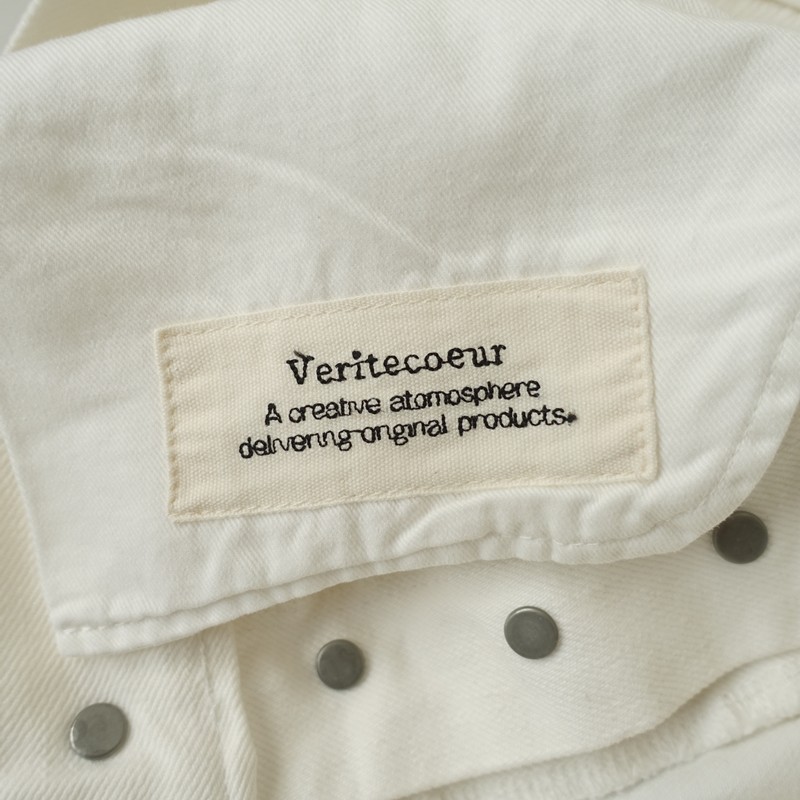 Veritecoeur
A creative atomosphere
delivering original products.